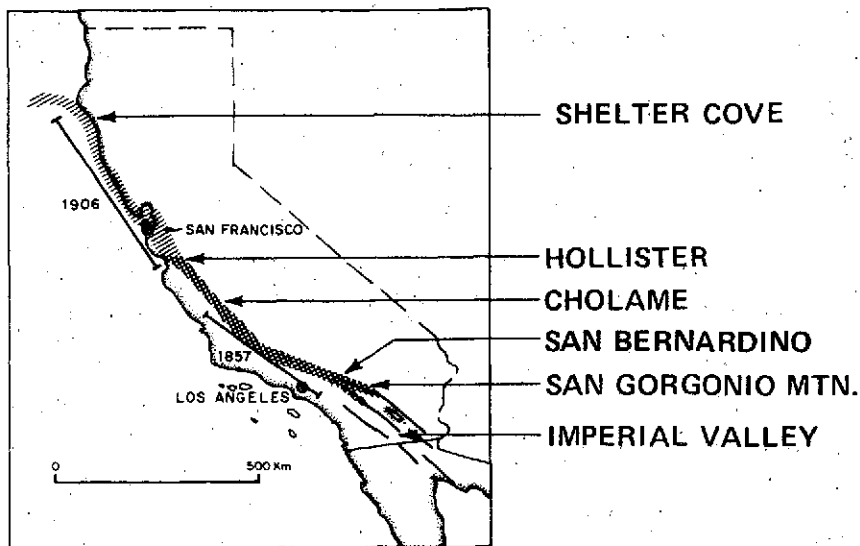 SHELTER COVE
1906
SAN FRANCISCO
HOLLISTER
CHOLAME
SAN BERNARDINO
1857
SAN GORGONIO MTN.
LOS ANGELES
IMPERIAL VALLEY
0 500 Km